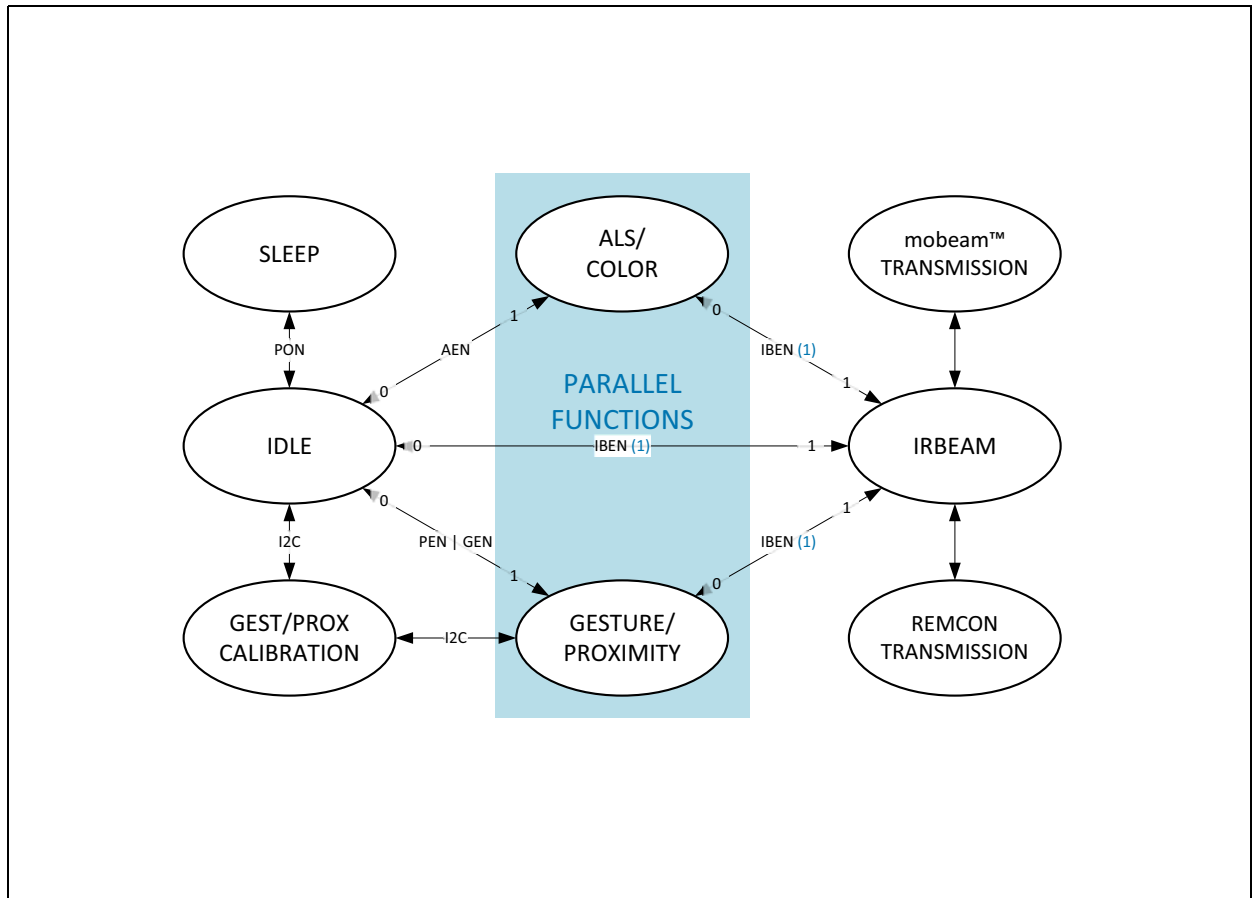 SLEEP
ALS/
COLOR
mobeam™
TRANSMISSION
0
1
PON
AEN
IBEN (1)
PARALLEL
FUNCTIONS
0
1
IDLE
0
IBEN (1)
1
IRBEAM
0
1
I2C
PEN | GEN
IBEN (1)
1
0
GEST/PROX
CALIBRATION
I2C
GESTURE/
PROXIMITY
REMCON
TRANSMISSION